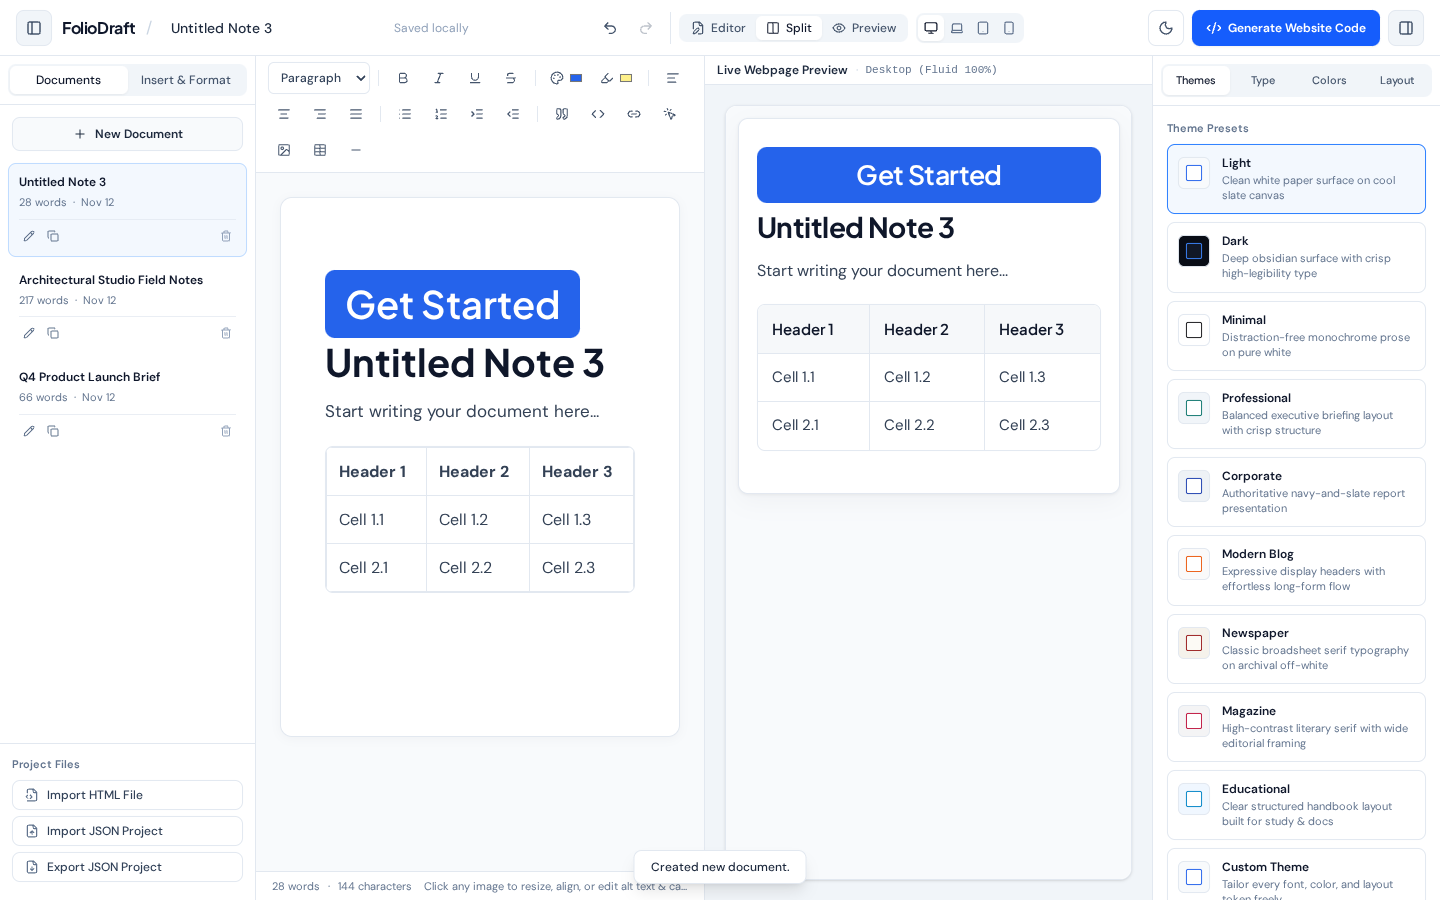 FolioDraft / Untitled Note 3 Saved locally Editor Split Preview Generate Website Code
Documents Insert & Format
New Document
Untitled Note 3
28 words · Nov 12
Architectural Studio Field Notes
217 words · Nov 12
Q4 Product Launch Brief
66 words · Nov 12
Project Files
Import HTML File
Import JSON Project
Export JSON Project
Paragraph
Get Started
Untitled Note 3
Start writing your document here...
Header 1 Header 2 Header 3
Cell 1.1 Cell 1.2 Cell 1.3
Cell 2.1 Cell 2.2 Cell 2.3
28 words · 144 characters Click any image to resize, align, or edit alt text & ca...
Created new document.
Live Webpage Preview · Desktop (Fluid 100%)
Get Started
Untitled Note 3
Start writing your document here...
Header 1 Header 2 Header 3
Cell 1.1 Cell 1.2 Cell 1.3
Cell 2.1 Cell 2.2 Cell 2.3
Themes Type Colors Layout
Theme Presets
Light
Clean white paper surface on cool
slate canvas
Dark
Deep obsidian surface with crisp
high-legibility type
Minimal
Distraction-free monochrome prose
on pure white
Professional
Balanced executive briefing layout
with crisp structure
Corporate
Authoritative navy-and-slate report
presentation
Modern Blog
Expressive display headers with
effortless long-form flow
Newspaper
Classic broadsheet serif typography
on archival off-white
Magazine
High-contrast literary serif with wide
editorial framing
Educational
Clear structured handbook layout
built for study & docs
Custom Theme
Tailor every font, color, and layout
token freely